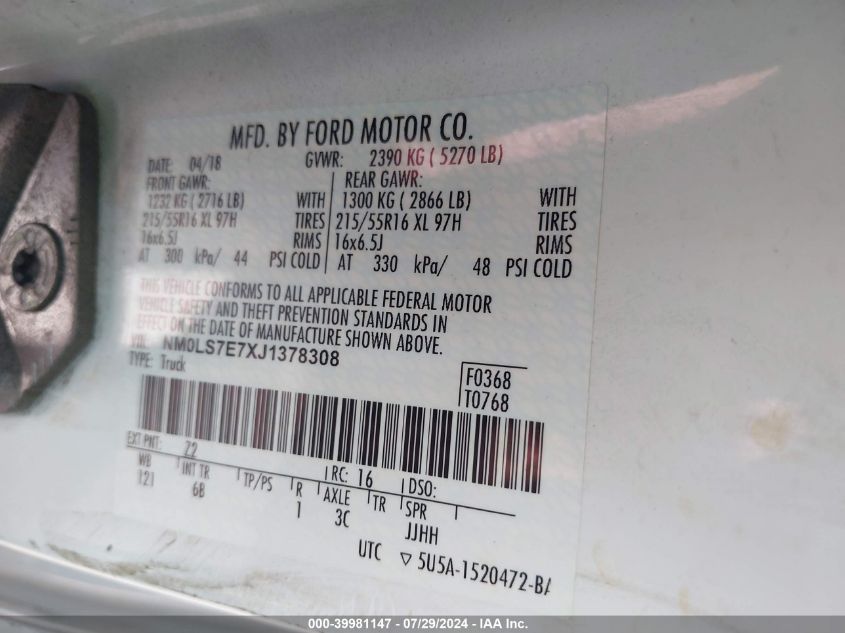 MFD. BY FORD MOTOR CO.
DATE: 04/18 GVWR: 2390 KG ( 5270 LB)
FRONT GAWR: REAR GAWR:
1232 KG ( 2716 LB) WITH 1300 KG ( 2866 LB) WITH
215/55R16 XL 97H TIRES 215/55R16 XL 97H TIRES
16x6.5J RIMS 16x6.5J RIMS
AT 300 kPa/ 44 PSI COLD AT 330 kPa/ 48 PSI COLD
THIS VEHICLE CONFORMS TO ALL APPLICABLE FEDERAL MOTOR
VEHICLE SAFETY AND THEFT PREVENTION STANDARDS IN
EFFECT ON THE DATE OF MANUFACTURE SHOWN ABOVE.
VIN: NM0LS7E7XJ1378308
TYPE: Truck
F0368
T0768
EXT PNT: Z2 RC: 16 DSO:
WB INT TR TP/PS R AXLE TR SPR
121 6B 1 3C JJHH
UTC ▽ 5U5A-1520472-BA
000-39981147 - 07/29/2024 - IAA Inc.